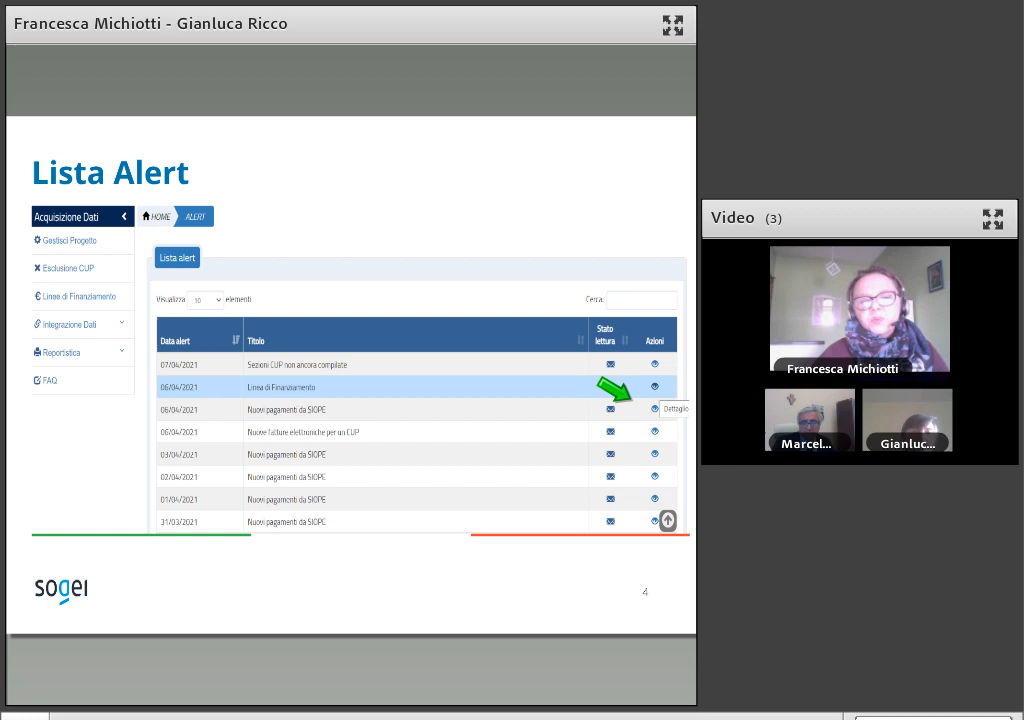 Francesca Michiotti - Gianluca Ricco
Lista Alert
Acquisizione Dati
HOME
ALERT
Gestisci Progetto
Esclusione CUP
Linee di Finanziamento
Integrazione Dati
Reportistica
FAQ
Lista alert
Visualizza 10 elementi
Cerca:
Data alert Titolo Stato lettura Azioni
07/04/2021 Sezioni CUP non ancora compilate
06/04/2021 Linea di Finanziamento
06/04/2021 Nuovi pagamenti da SIOPE
Dettaglio
06/04/2021 Nuove fatture elettroniche per un CUP
03/04/2021 Nuovi pagamenti da SIOPE
02/04/2021 Nuovi pagamenti da SIOPE
01/04/2021 Nuovi pagamenti da SIOPE
31/03/2021 Nuovi pagamenti da SIOPE
sogei
4
Video (3)
Francesca Michiotti
Marcel...
Gianluc...